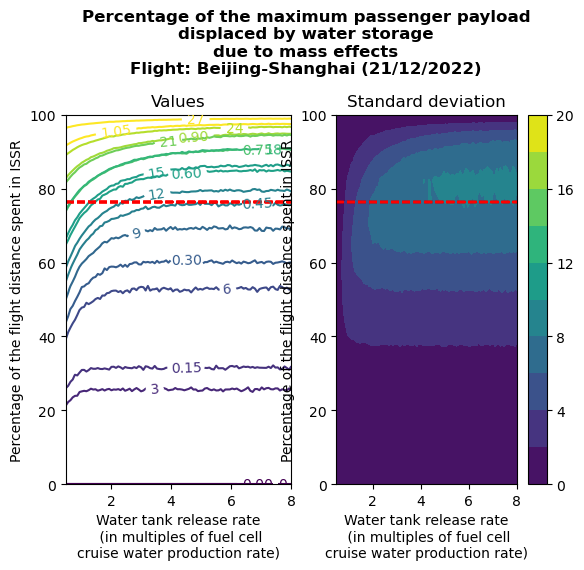 Percentage of the maximum passenger payload
displaced by water storage
due to mass effects
Flight: Beijing-Shanghai (21/12/2022)
Values
Standard deviation
Percentage of the flight distance spent in ISSR
100
80
60
40
20
0
27
24
1.05
21
0.90
0.75
18
15
0.60
12
0.45
9
0.30
6
0.15
3
0.00
0
2 4 6 8
Water tank release rate
(in multiples of fuel cell
cruise water production rate)
Percentage of the flight distance spent in ISSR
100
80
60
40
20
0
2 4 6 8
Water tank release rate
(in multiples of fuel cell
cruise water production rate)
20
16
12
8
4
0